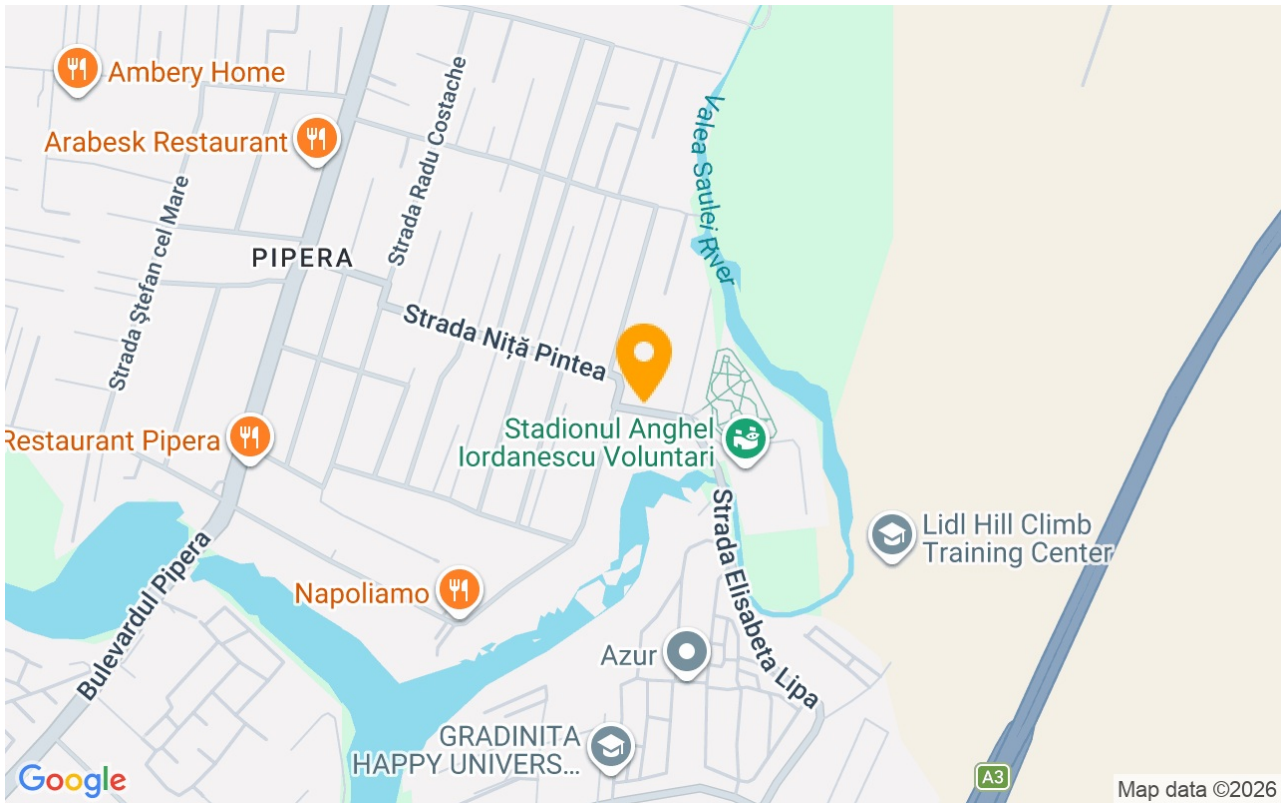 Ambery Home
Arabesk Restaurant
Strada Radu Costache
Valea Saulei River
Strada Ștefan cel Mare
PIPERA
Strada Niță Pintea
Restaurant Pipera
Stadionul Anghel
Iordanescu Voluntari
Strada Elisabeta Lipa
Lidl Hill Climb
Training Center
Bulevardul Pipera
Napoliamo
Azur
GRADINITA
HAPPY UNIVERS...
A3
Google
Map data ©2026